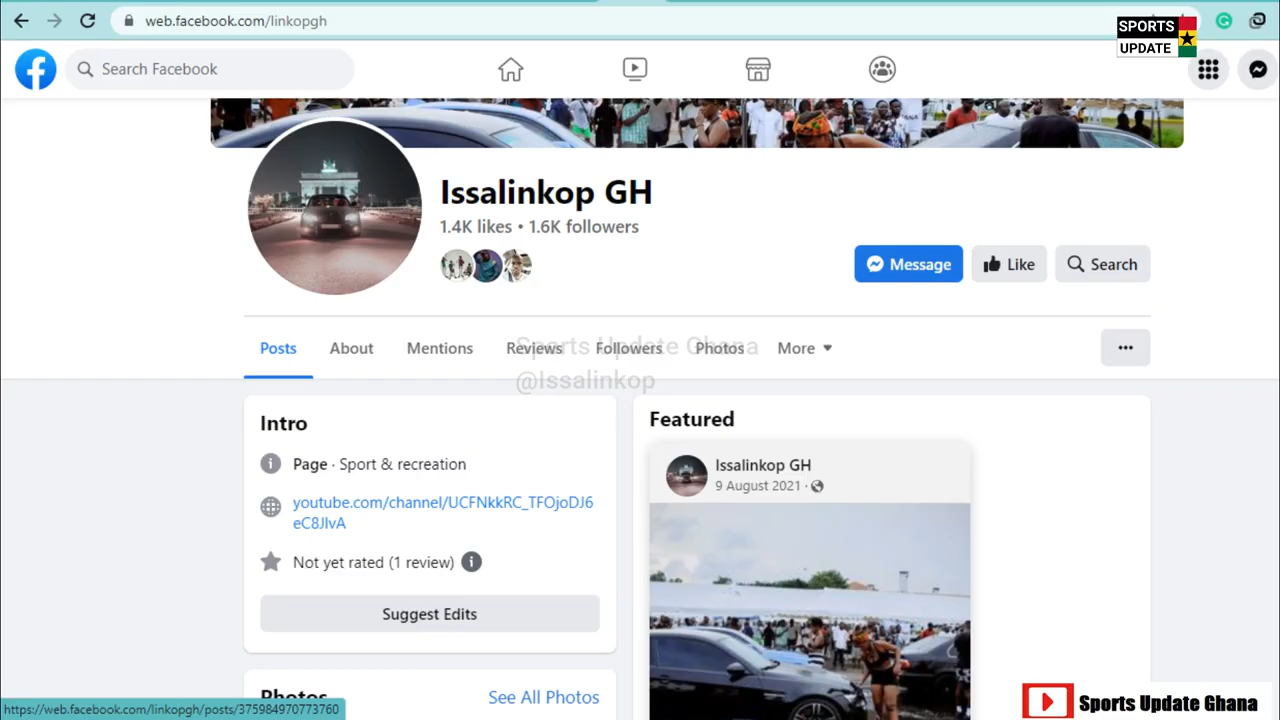 web.facebook.com/linkopgh
SPORTS
UPDATE
Search Facebook
Issalinkop GH
1.4K likes • 1.6K followers
Message
Like
Search
Posts
About
Mentions
Reviews
Followers
Photos
More
Sports Update Ghana
@Issalinkop
Intro
Page · Sport & recreation
youtube.com/channel/UCFNkkRC_TFOjoDJ6
eC8JIvA
Not yet rated (1 review)
Suggest Edits
Photos
See All Photos
Featured
Issalinkop GH
9 August 2021
https://web.facebook.com/linkopgh/posts/375984970773760
Sports Update Ghana